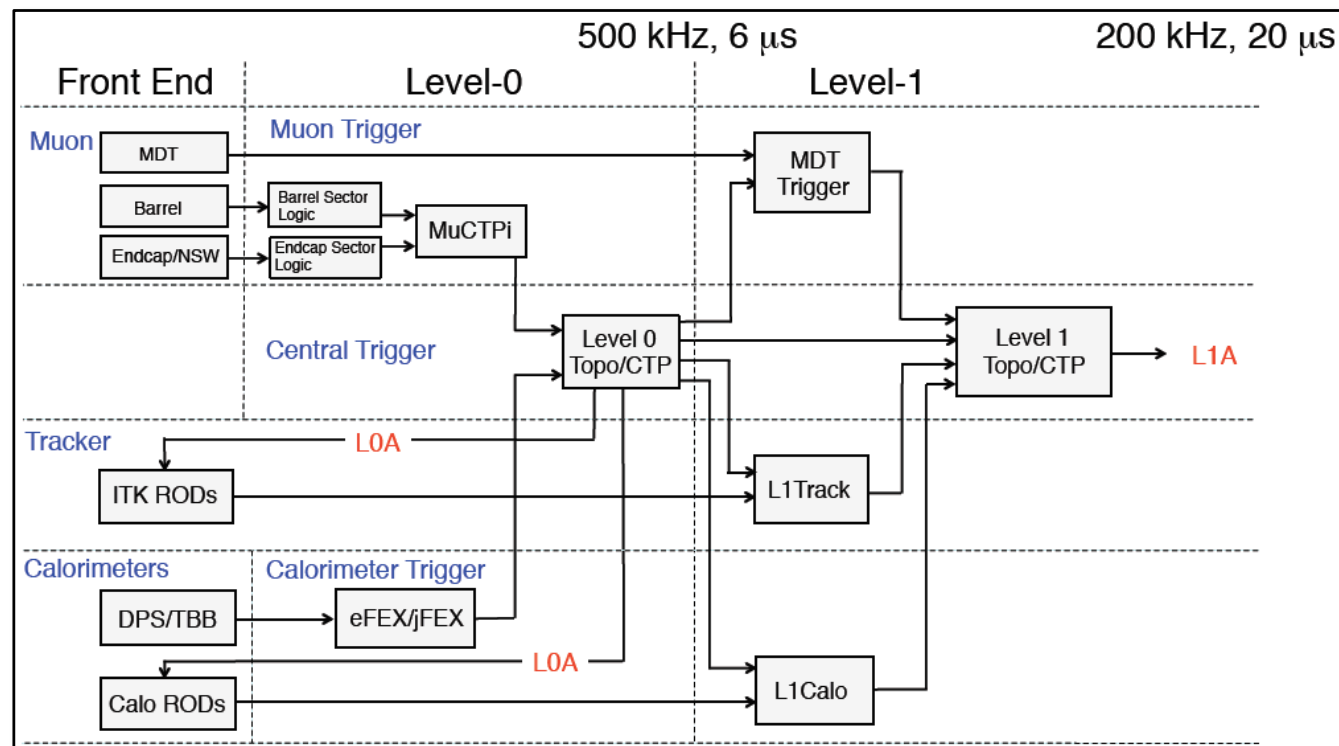 500 kHz, 6 μs
200 kHz, 20 μs
Front End
Level-0
Level-1
Muon
Muon Trigger
MDT
MDT
Trigger
Barrel
Barrel Sector
Logic
MuCTPi
Endcap/NSW
Endcap Sector
Logic
Central Trigger
Level 0
Topo/CTP
Level 1
Topo/CTP
L1A
Tracker
L0A
ITK RODs
L1Track
Calorimeters
Calorimeter Trigger
DPS/TBB
eFEX/jFEX
L0A
Calo RODs
L1Calo